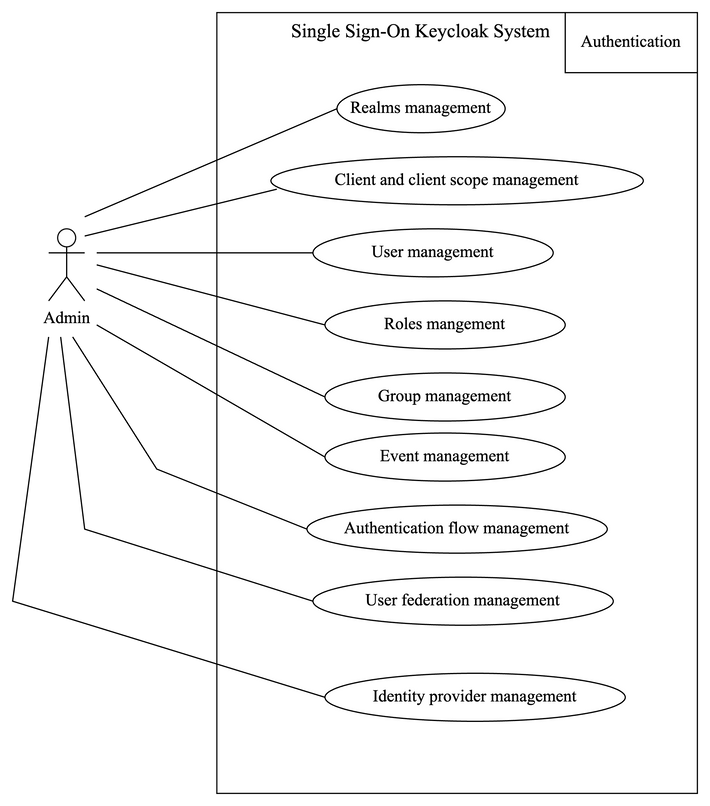 Single Sign-On Keycloak System
Authentication
Realms management
Client and client scope management
User management
Roles mangement
Admin
Group management
Event management
Authentication flow management
User federation management
Identity provider management